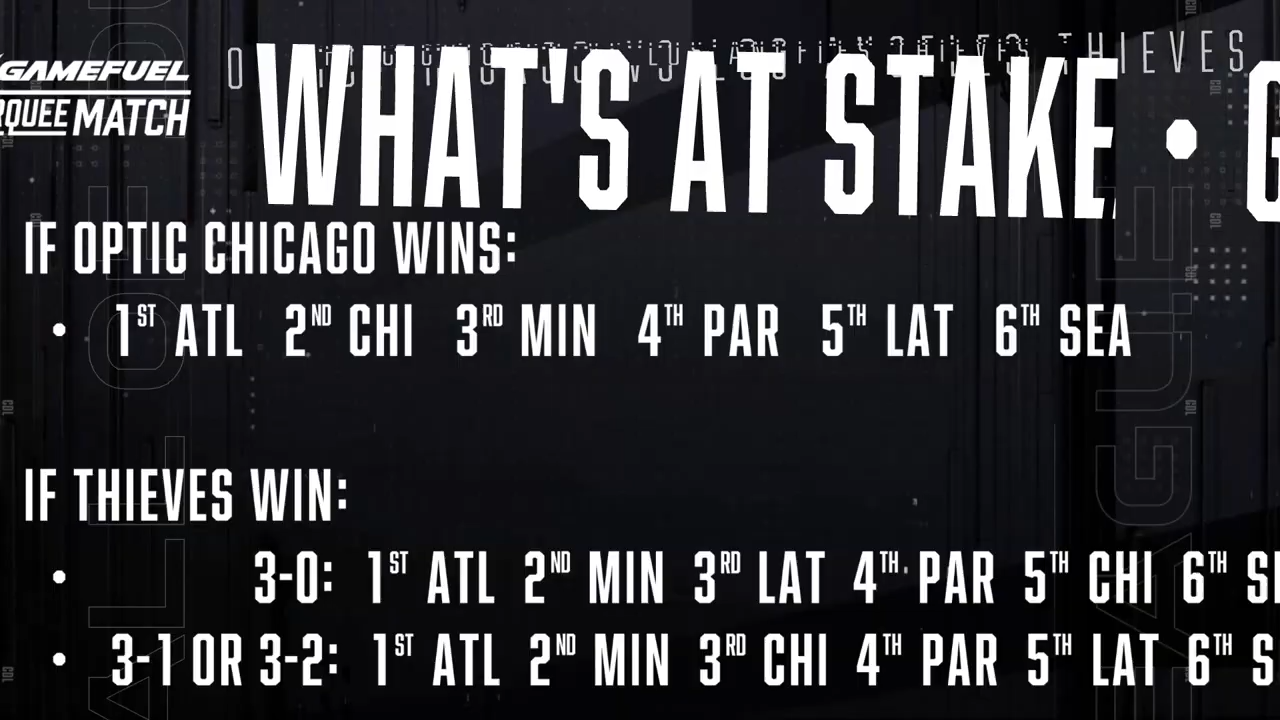 GAMEFUEL
MATCH
THIEVES
WHAT'S AT STAKE •
IF OPTIC CHICAGO WINS:
• 1ST ATL 2ND CHI 3RD MIN 4TH PAR 5TH LAT 6TH SEA
IF THIEVES WIN:
• 3-0: 1ST ATL 2ND MIN 3RD LAT 4TH PAR 5TH CHI 6TH
• 3-1 OR 3-2: 1ST ATL 2ND MIN 3RD CHI 4TH PAR 5TH LAT 6TH